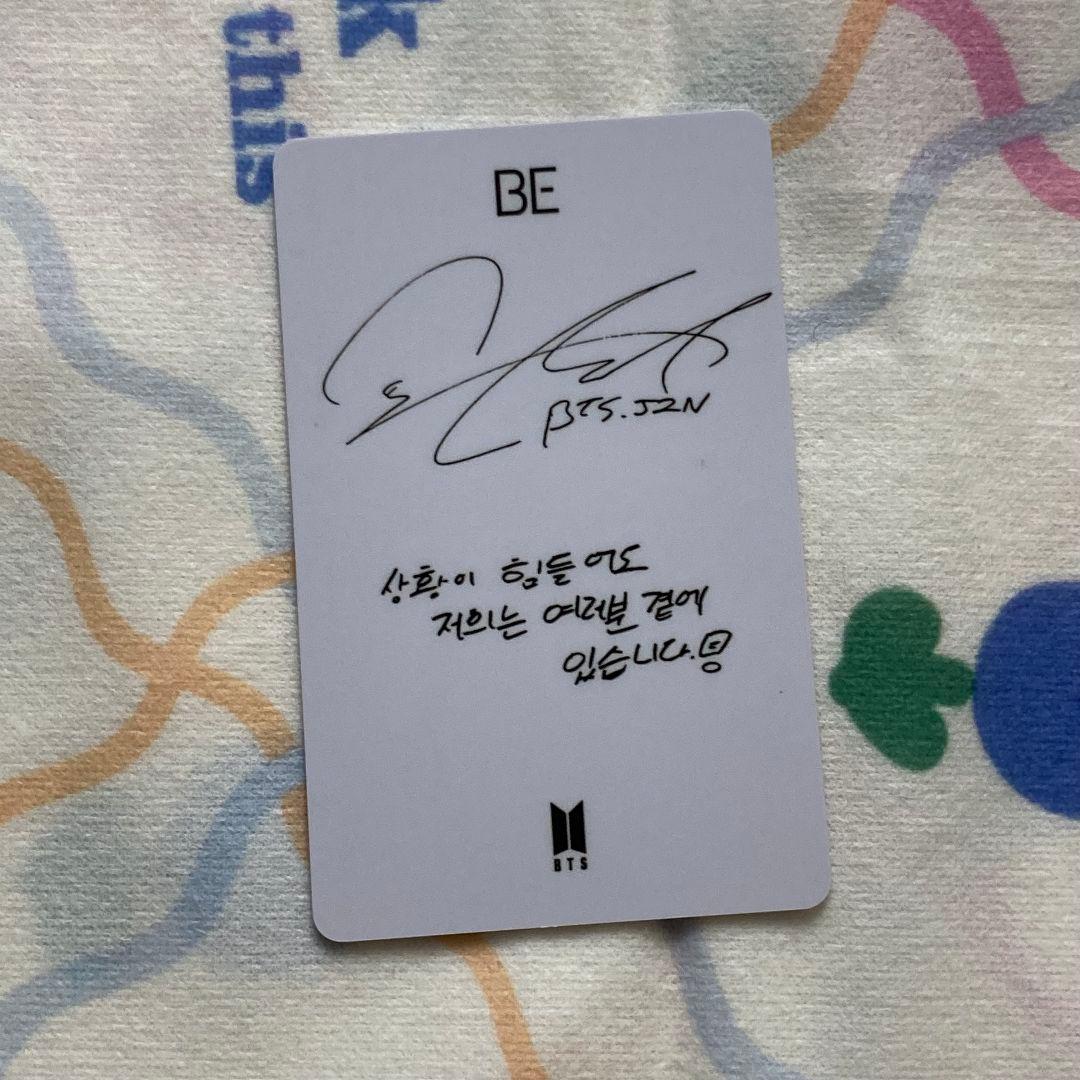 k
this
BE
BTS.JIN
상황이 힘들어도
저희는 여러분 곁에
있습니다.
BTS